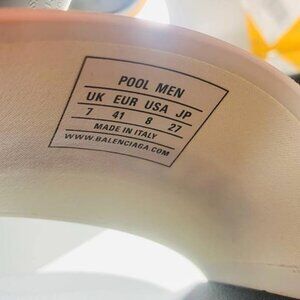 POOL MEN
UK EUR USA JP
7 41 8 27
MADE IN ITALY
WWW.BALENCIAGA.COM